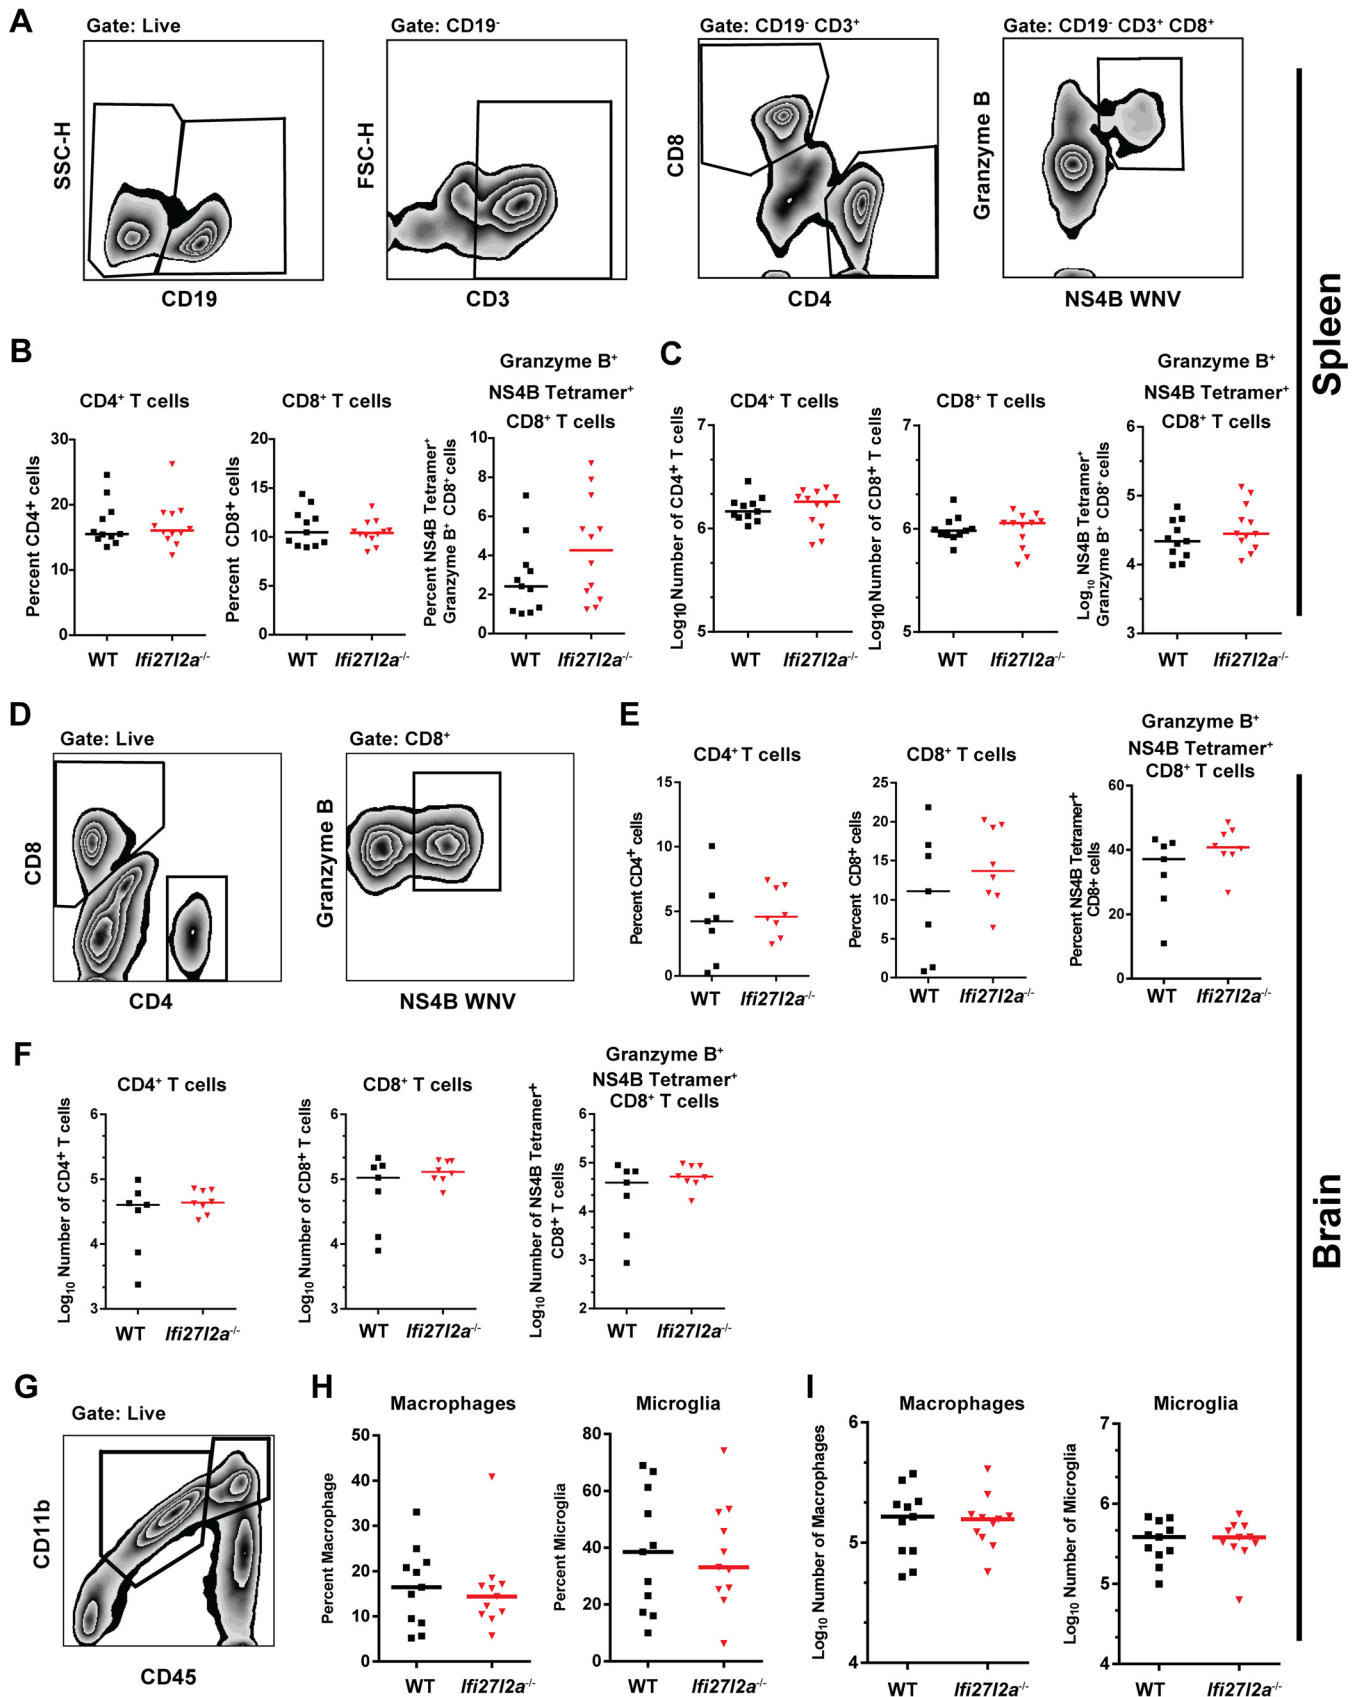 A
Gate: Live
SSC-H
CD19
Gate: CD19⁻
FSC-H
CD3
Gate: CD19⁻ CD3⁺
CD8
CD4
Gate: CD19⁻ CD3⁺ CD8⁺
Granzyme B
NS4B WNV
Spleen
B
CD4⁺ T cells
Percent CD4⁺ cells
30
20
10
0
WT
Ifi27l2a⁻/⁻
CD8⁺ T cells
Percent CD8⁺ cells
20
15
10
5
0
WT
Ifi27l2a⁻/⁻
Granzyme B⁺
NS4B Tetramer⁺
CD8⁺ T cells
Percent NS4B Tetramer⁺
Granzyme B⁺ CD8⁺ cells
10
8
6
4
2
0
WT
Ifi27l2a⁻/⁻
C
CD4⁺ T cells
Log₁₀ Number of CD4⁺ T cells
7
6
5
WT
Ifi27l2a⁻/⁻
CD8⁺ T cells
Log₁₀ Number of CD8⁺ T cells
7
6
5
WT
Ifi27l2a⁻/⁻
Granzyme B⁺
NS4B Tetramer⁺
CD8⁺ T cells
Log₁₀ NS4B Tetramer⁺
Granzyme B⁺ CD8⁺ cells
6
5
4
3
WT
Ifi27l2a⁻/⁻
D
Gate: Live
CD8
CD4
Gate: CD8⁺
Granzyme B
NS4B WNV
E
CD4⁺ T cells
Percent CD4⁺ cells
15
10
5
0
WT
Ifi27l2a⁻/⁻
CD8⁺ T cells
Percent CD8⁺ cells
25
20
15
10
5
0
WT
Ifi27l2a⁻/⁻
Granzyme B⁺
NS4B Tetramer⁺
CD8⁺ T cells
Percent NS4B Tetramer+
CD8+ cells
60
40
20
0
WT
Ifi27l2a⁻/⁻
Brain
F
CD4⁺ T cells
Log₁₀ Number of CD4⁺ T cells
6
5
4
3
WT
Ifi27l2a⁻/⁻
CD8⁺ T cells
Log₁₀ Number of CD8⁺ T cells
6
5
4
3
WT
Ifi27l2a⁻/⁻
Granzyme B⁺
NS4B Tetramer⁺
CD8⁺ T cells
Log₁₀ Number of NS4B Tetramer⁺
CD8⁺ T cells
6
5
4
3
2
WT
Ifi27l2a⁻/⁻
G
Gate: Live
CD11b
CD45
H
Macrophages
Percent Macrophage
50
40
30
20
10
0
WT
Ifi27l2a⁻/⁻
Microglia
Percent Microglia
80
60
40
20
0
WT
Ifi27l2a⁻/⁻
I
Macrophages
Log₁₀ Number of Macrophages
6
5
4
WT
Ifi27l2a⁻/⁻
Microglia
Log₁₀ Number of Microglia
7
6
5
4
WT
Ifi27l2a⁻/⁻